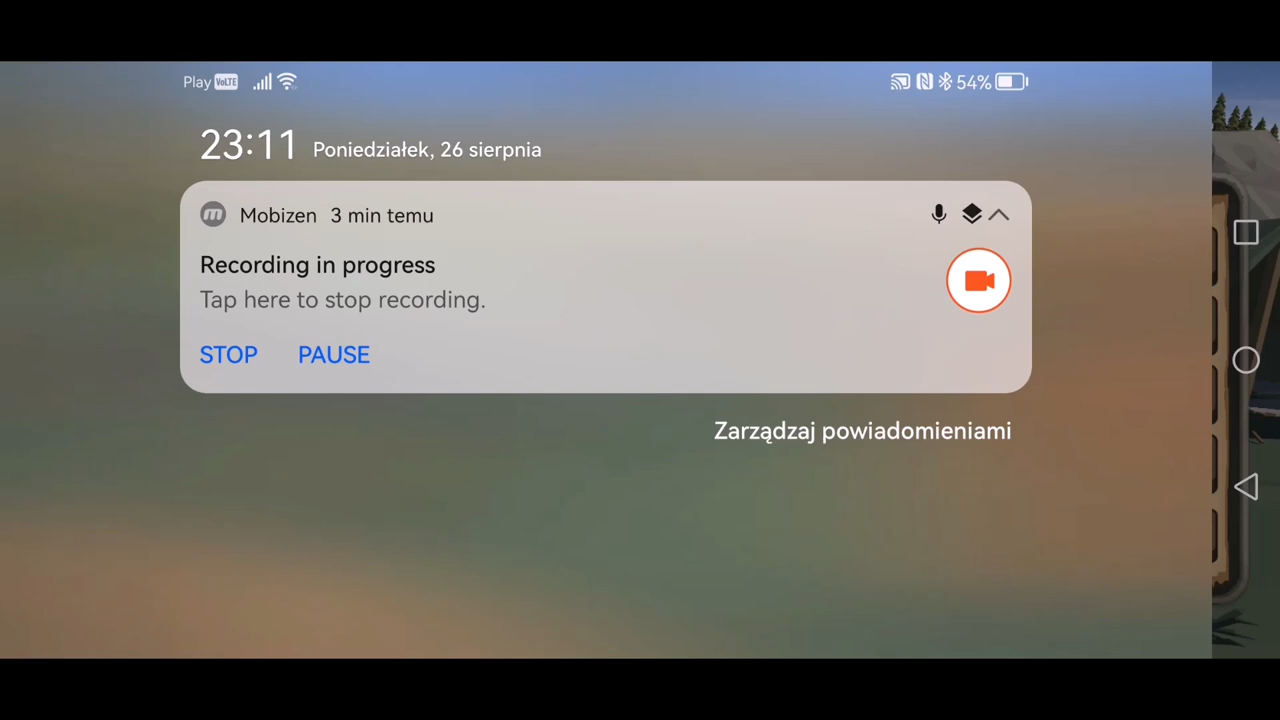 Play VoLTE 54%
23:11 Poniedziałek, 26 sierpnia
Mobizen 3 min temu
Recording in progress
Tap here to stop recording.
STOP PAUSE
Zarządzaj powiadomieniami